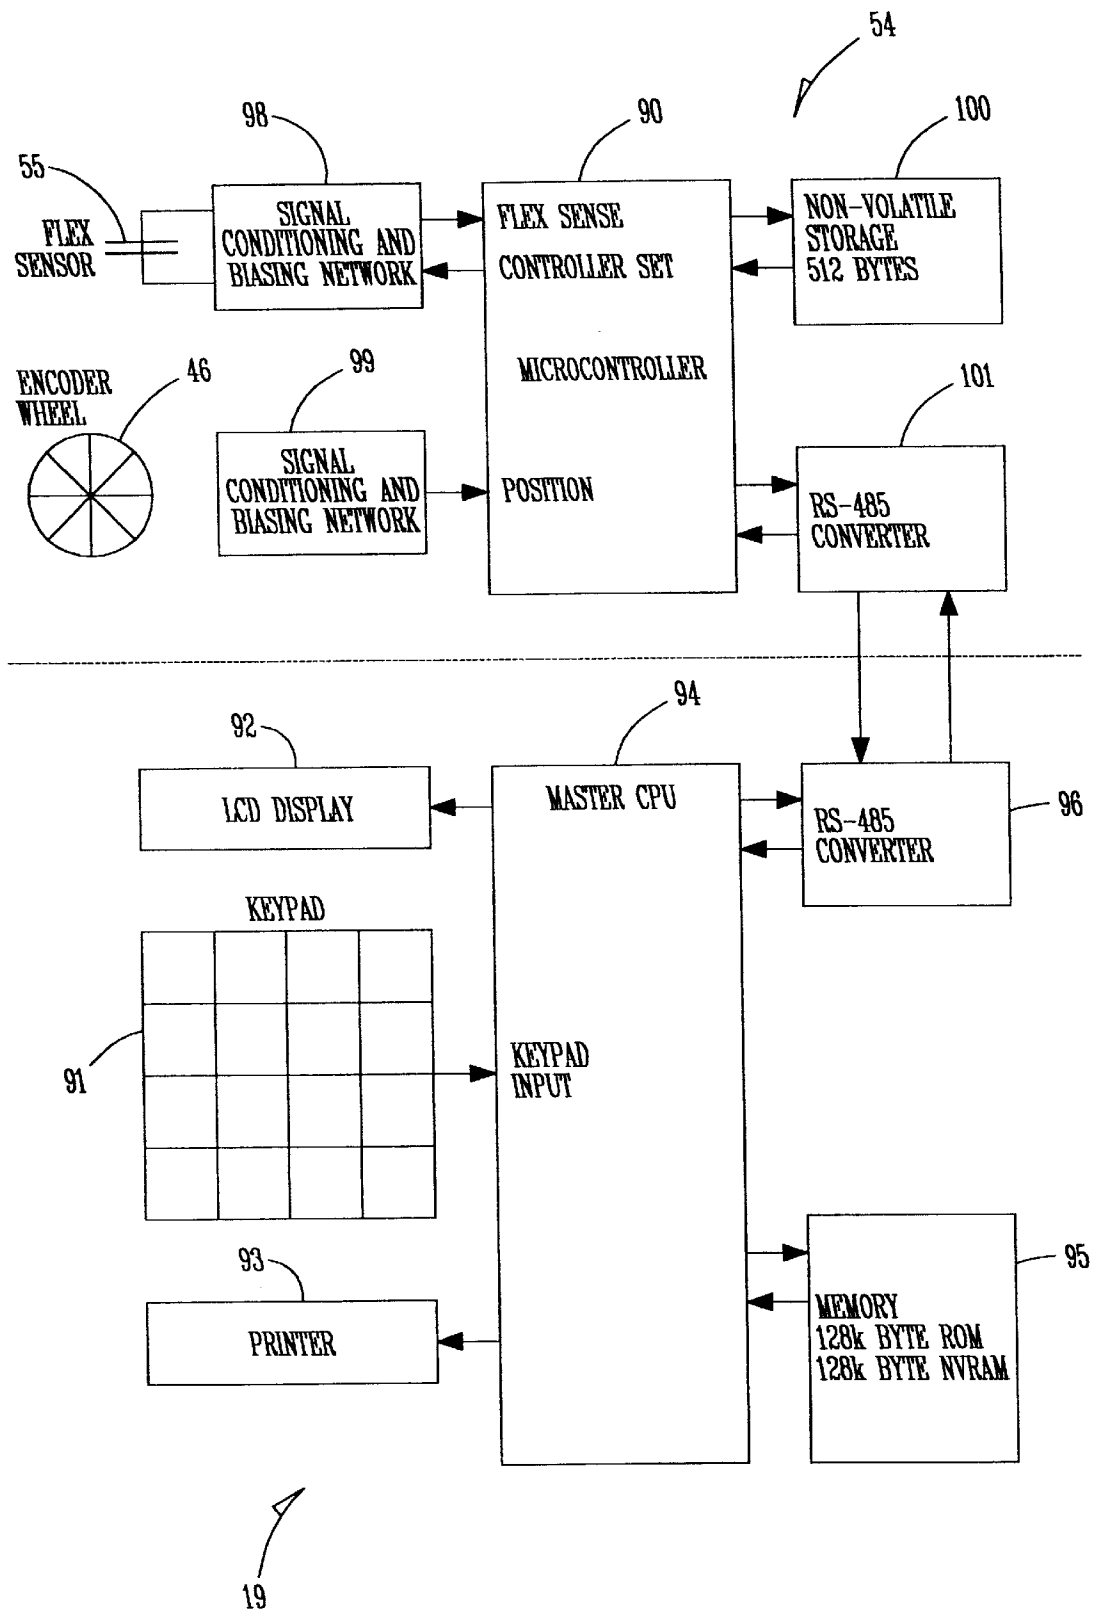 54
98
90
100
55
FLEX
SENSOR
SIGNAL
CONDITIONING AND
BIASING NETWORK
FLEX SENSE
CONTROLLER SET
MICROCONTROLLER
NON-VOLATILE
STORAGE
512 BYTES
ENCODER
WHEEL
46
99
101
SIGNAL
CONDITIONING AND
BIASING NETWORK
POSITION
RS-485
CONVERTER
92
94
LCD DISPLAY
MASTER CPU
RS-485
CONVERTER
96
KEYPAD
91
KEYPAD
INPUT
93
PRINTER
95
MEMORY
128k BYTE ROM
128k BYTE NVRAM
19